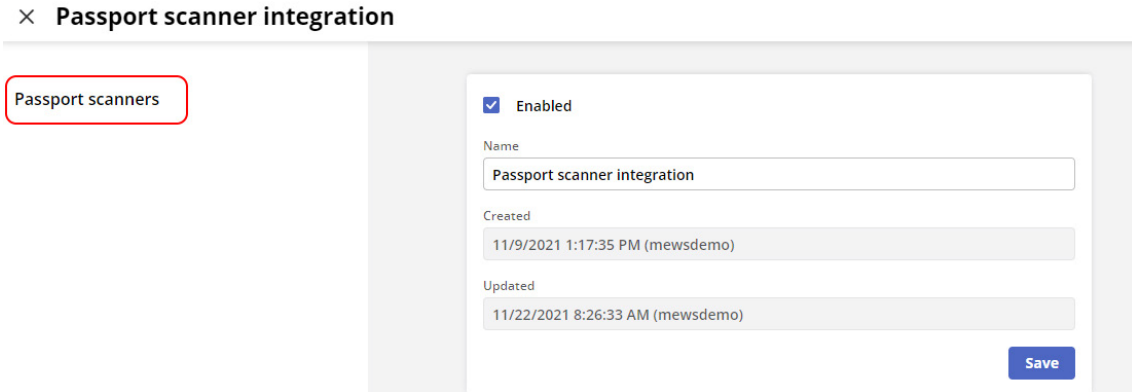 Passport scanner integration
Passport scanners
Enabled
Name
Passport scanner integration
Created
11/9/2021 1:17:35 PM (mewsdemo)
Updated
11/22/2021 8:26:33 AM (mewsdemo)
Save